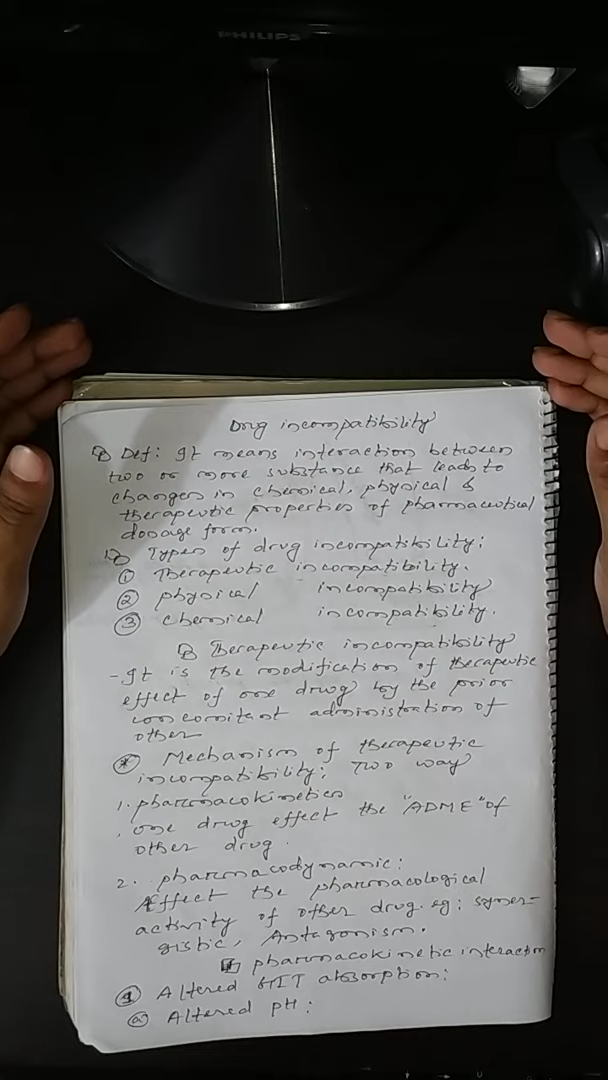 PHILIPS
Drug incompatibility
Def: It means interaction between
two or more substance that leads to
changes in chemical, physical &
therapeutic properties of pharmaceutical
dosage form.
Types of drug incompatibility:
① Therapeutic incompatibility.
② physical incompatibility
③ chemical incompatibility.
Therapeutic incompatibility
- It is the modification of therapeutic
effect of one drug by the prior
concomitant administration of
other
* Mechanism of therapeutic
incompatibility: Two way
1. pharmacokinetics
. one drug effect the "ADME" of
other drug.
2. pharmacodynamic:
Affect the pharmacological
activity of other drug. eg: syner-
gistic, Antagonism.
pharmacokinetic interaction
① Altered GIT absorption:
ⓐ Altered pH: